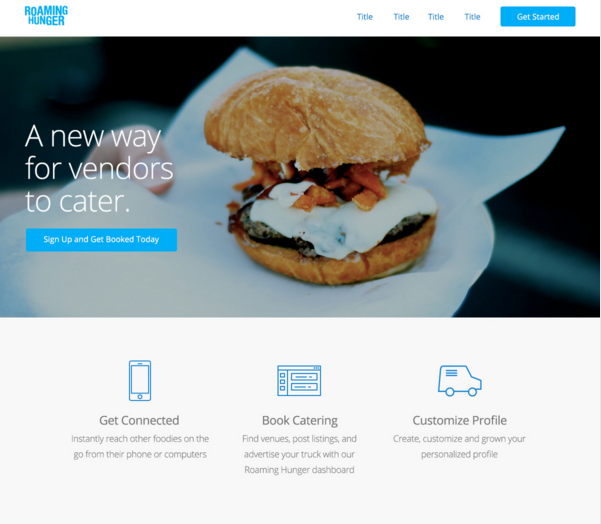 ROAMING
HUNGER
Title Title Title Title Get Started
A new way
for vendors
to cater.
Sign Up and Get Booked Today
Get Connected
Instantly reach other foodies on the
go from their phone or computers
Book Catering
Find venues, post listings, and
advertise your truck with our
Roaming Hunger dashboard
Customize Profile
Create, customize and grown your
personalized profile